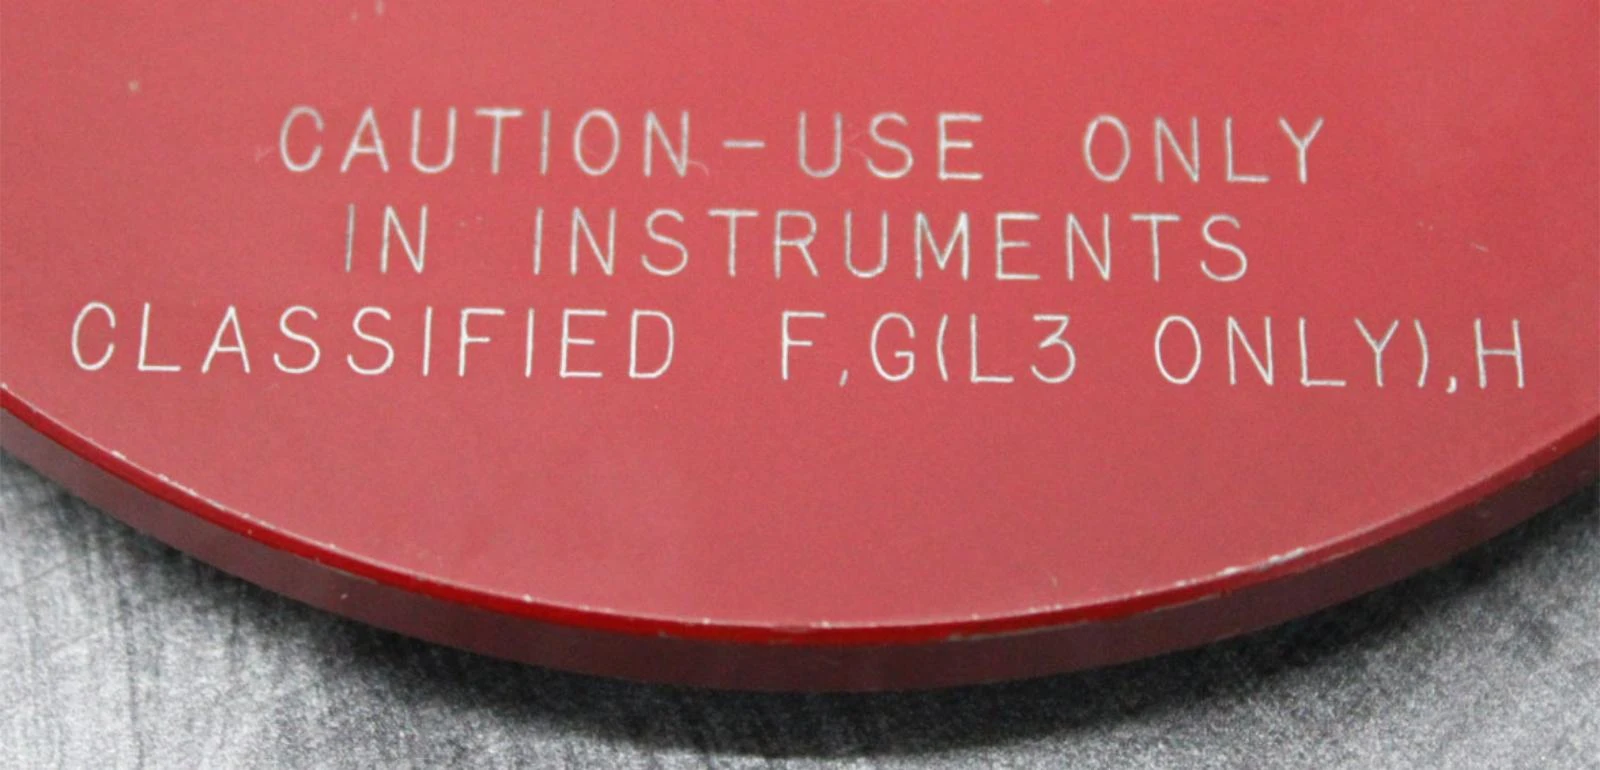 CAUTION-USE ONLY
IN INSTRUMENTS
CLASSIFIED F,G(L3 ONLY),H